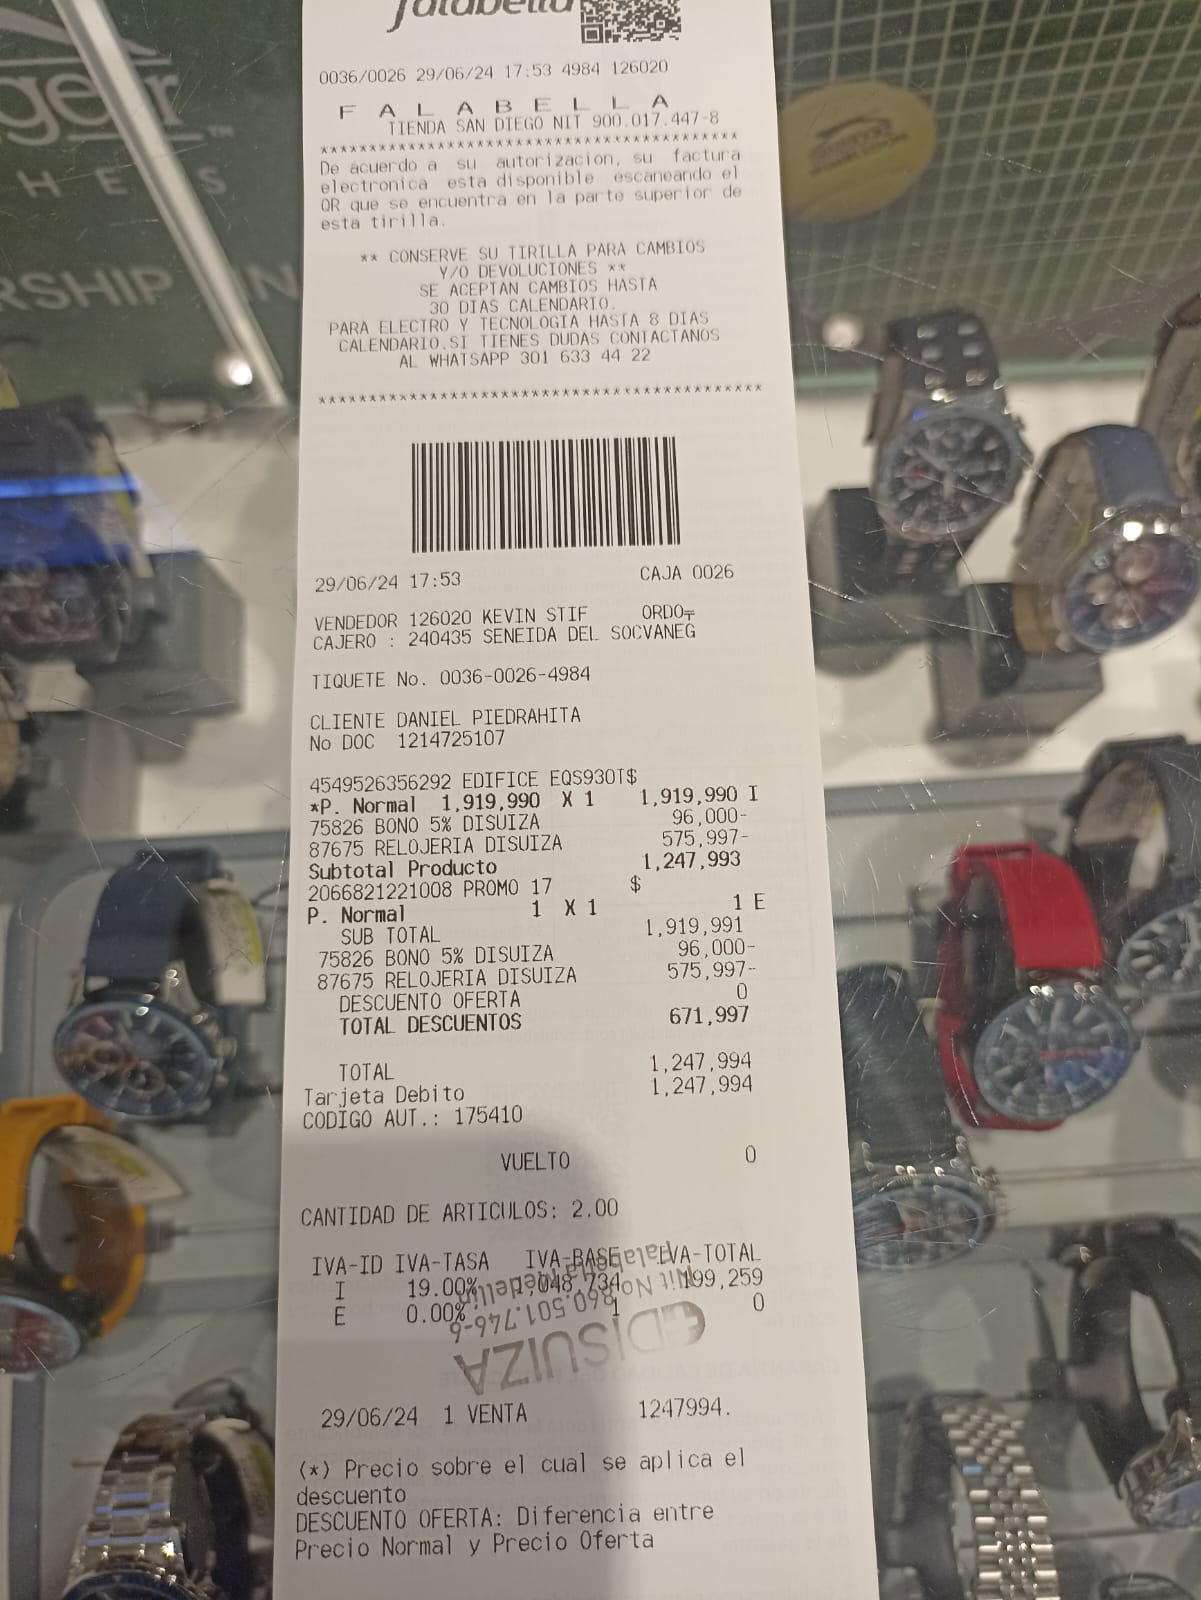 falabella
0036/0026 29/06/24 17:53 4984 126020
F A L A B E L L A
TIENDA SAN DIEGO NIT 900.017.447-8
*****************************************
De acuerdo a su autorizacion, su factura
electronica esta disponible escaneando el
QR que se encuentra en la parte superior de
esta tirilla.
** CONSERVE SU TIRILLA PARA CAMBIOS
Y/O DEVOLUCIONES **
SE ACEPTAN CAMBIOS HASTA
30 DIAS CALENDARIO.
PARA ELECTRO Y TECNOLOGIA HASTA 8 DIAS
CALENDARIO.SI TIENES DUDAS CONTACTANOS
AL WHATSAPP 301 633 44 22
*******************************************
29/06/24 17:53 CAJA 0026
VENDEDOR 126020 KEVIN STIF ORDO
CAJERO : 240435 SENEIDA DEL SOCVANEG
TIQUETE No. 0036-0026-4984
CLIENTE DANIEL PIEDRAHITA
No DOC 1214725107
4549526356292 EDIFICE EQS930T$
*P. Normal 1,919,990 X 1 1,919,990 I
75826 BONO 5% DISUIZA 96,000-
87675 RELOJERIA DISUIZA 575,997-
Subtotal Producto 1,247,993
2066821221008 PROMO 17 $
P. Normal 1 X 1 1 E
SUB TOTAL 1,919,991
75826 BONO 5% DISUIZA 96,000-
87675 RELOJERIA DISUIZA 575,997-
DESCUENTO OFERTA 0
TOTAL DESCUENTOS 671,997
TOTAL 1,247,994
Tarjeta Debito 1,247,994
CODIGO AUT.: 175410
VUELTO 0
CANTIDAD DE ARTICULOS: 2.00
IVA-ID IVA-TASA IVA-BASE IVA-TOTAL
I 19.00% 1,048,734 199,259
E 0.00% 1 0
DISUIZA
Nit No 860.501.746-6
Falabella
29/06/24 1 VENTA 1247994.
(*) Precio sobre el cual se aplica el
descuento
DESCUENTO OFERTA: Diferencia entre
Precio Normal y Precio Oferta
RSHIP